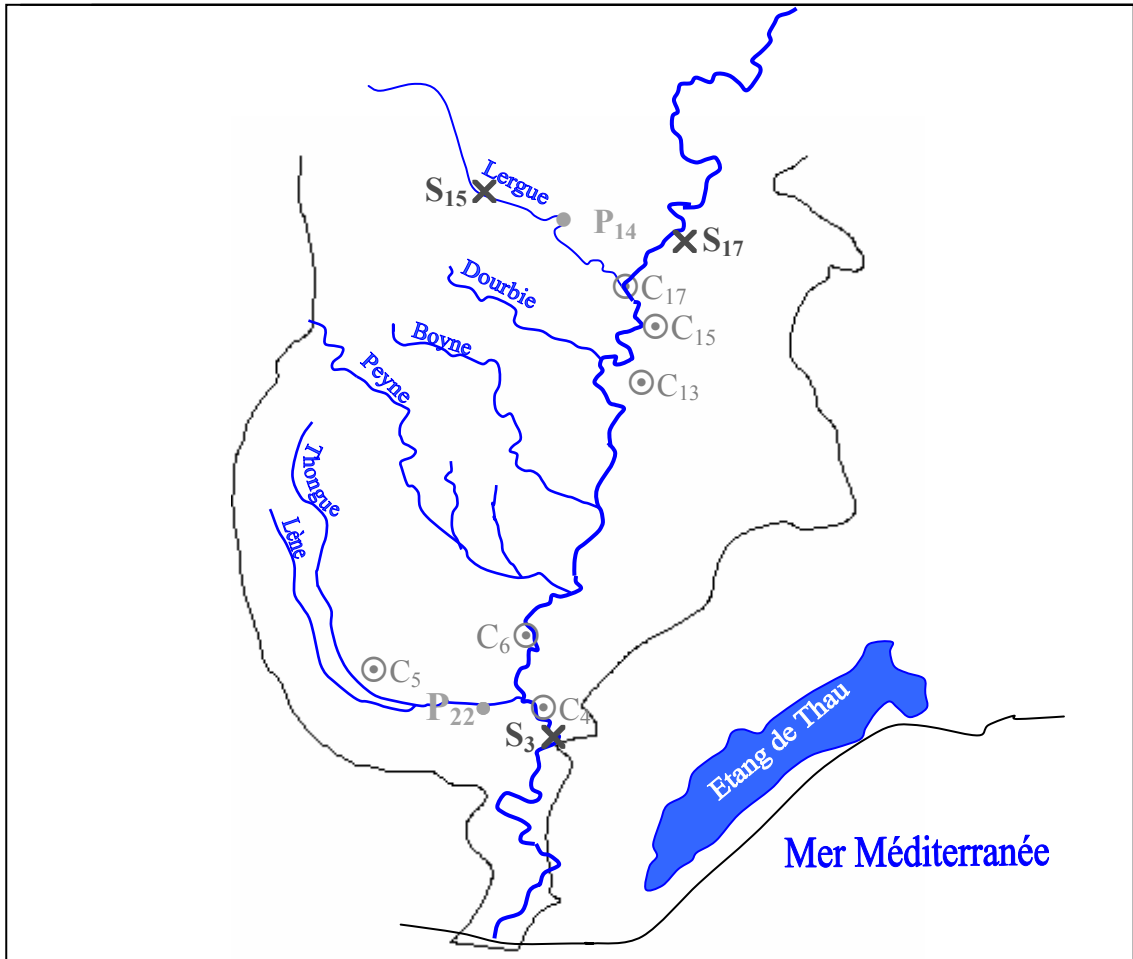 Lergue
S15
P14
S17
Dourbie
C17
C15
Boyne
Peyne
C13
Thongue
Lène
C6
C5
P22
C4
S3
Etang de Thau
Mer Méditerranée